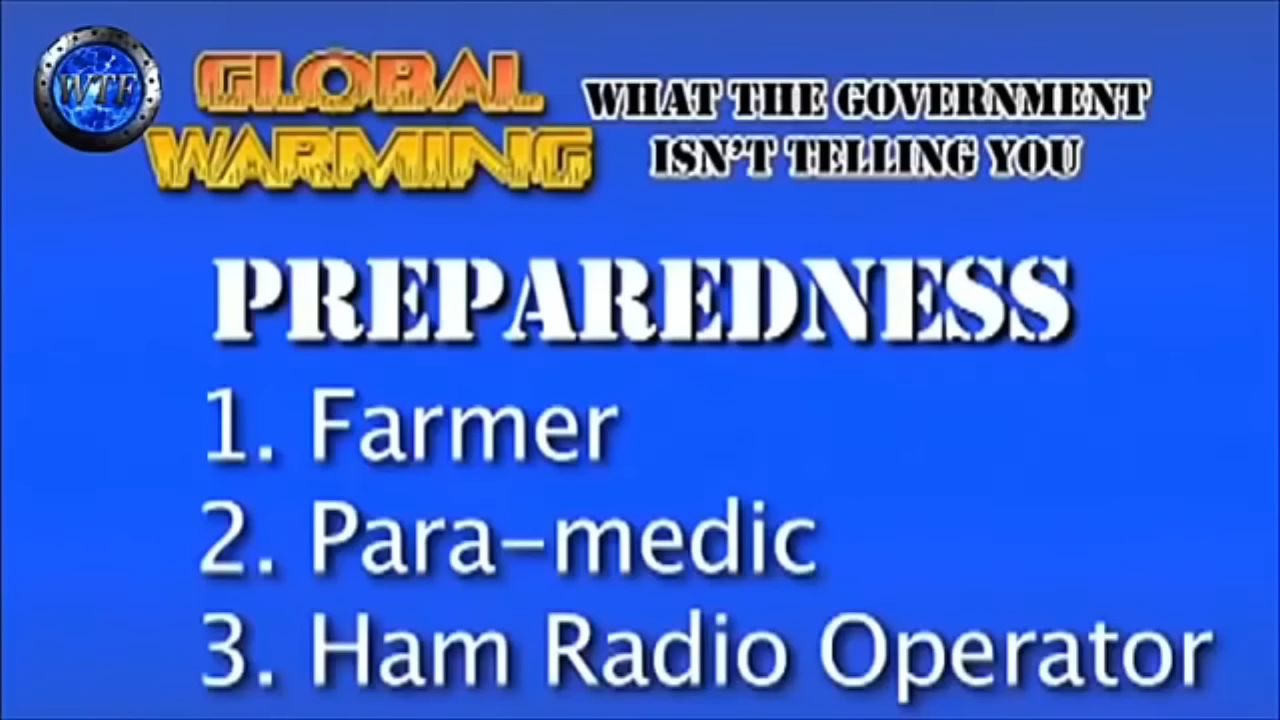 WTF
GLOBAL
WARMING
WHAT THE GOVERNMENT
ISN'T TELLING YOU
PREPAREDNESS
1. Farmer
2. Para-medic
3. Ham Radio Operator